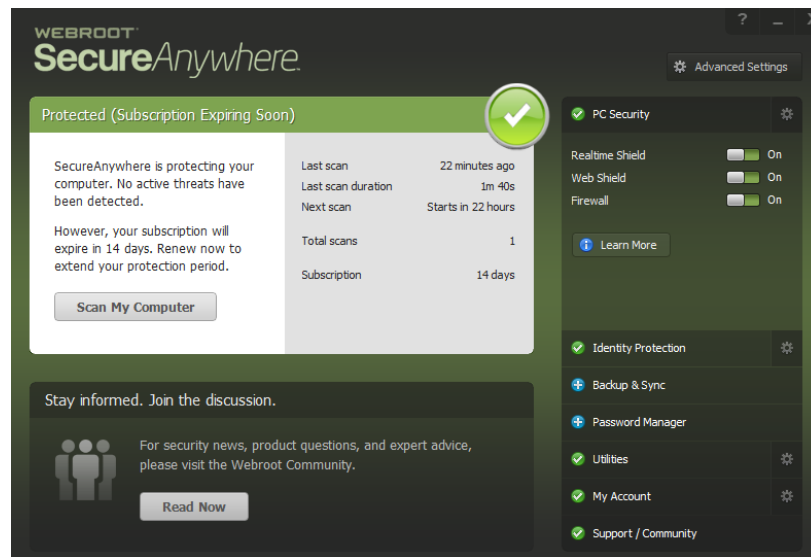 WEBROOT
SecureAnywhere.
?
Advanced Settings
Protected (Subscription Expiring Soon)
SecureAnywhere is protecting your
computer. No active threats have
been detected.
However, your subscription will
expire in 14 days. Renew now to
extend your protection period.
Scan My Computer
Last scan 22 minutes ago
Last scan duration 1m 40s
Next scan Starts in 22 hours
Total scans 1
Subscription 14 days
Stay informed. Join the discussion.
For security news, product questions, and expert advice,
please visit the Webroot Community.
Read Now
PC Security
Realtime Shield On
Web Shield On
Firewall On
Learn More
Identity Protection
Backup & Sync
Password Manager
Utilities
My Account
Support / Community